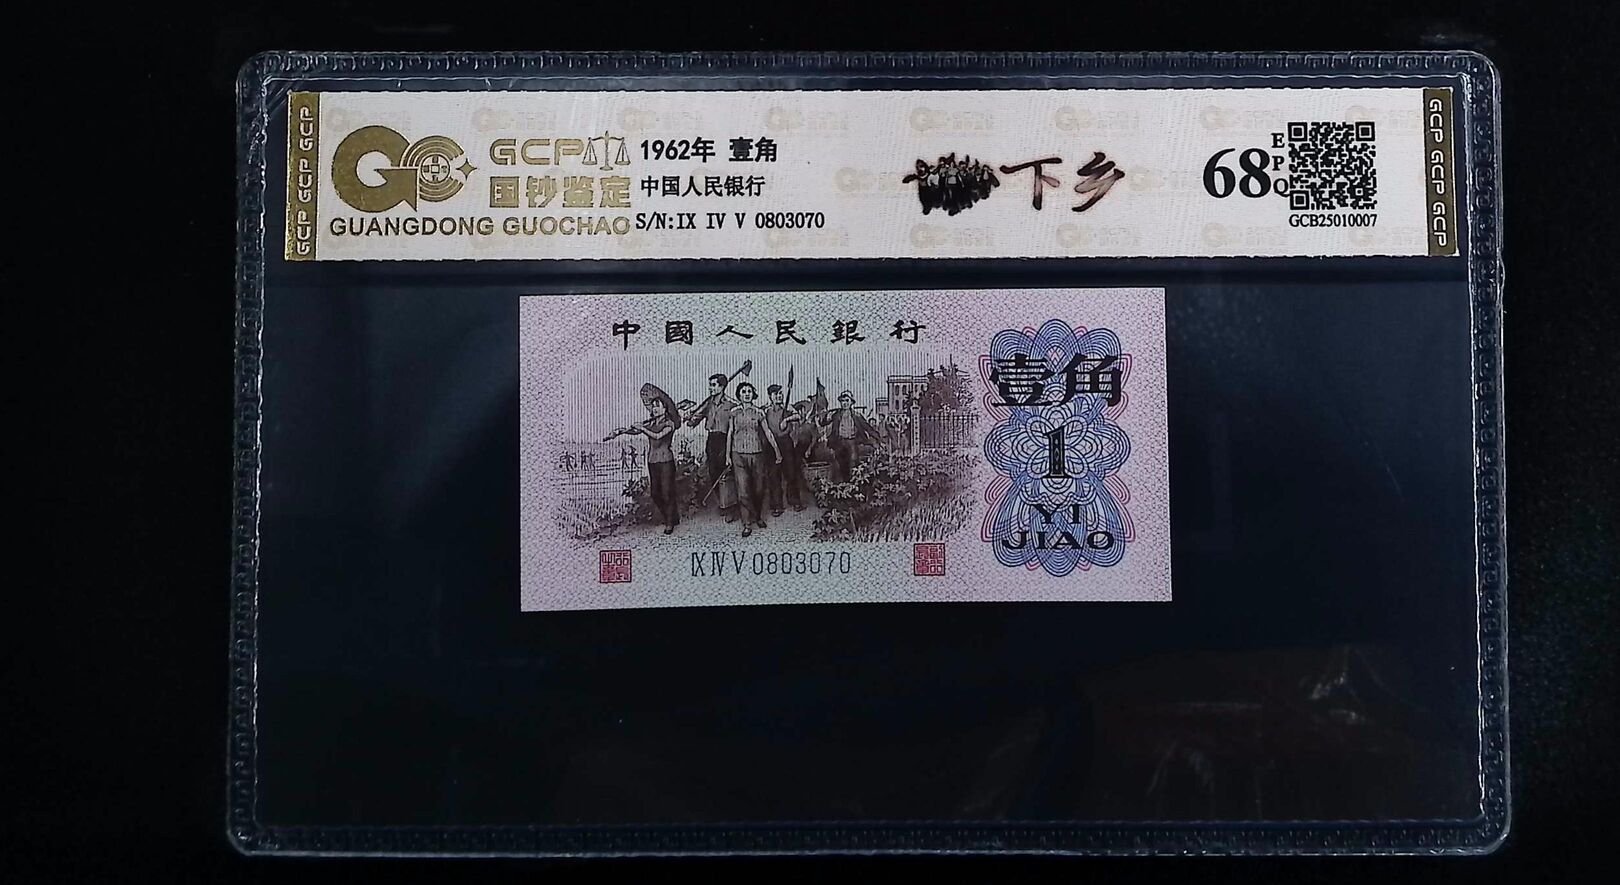 GCP GCP GCP
GCP
国钞鉴定
GUANGDONG GUOCHAO
1962年 壹角
中国人民银行
S/N:IX IV V 0803070
下乡
68
EPQ
GCB25010007
GCP GCP GCP
中國人民銀行
壹角
1
YI
JIAO
IX IV V 0803070